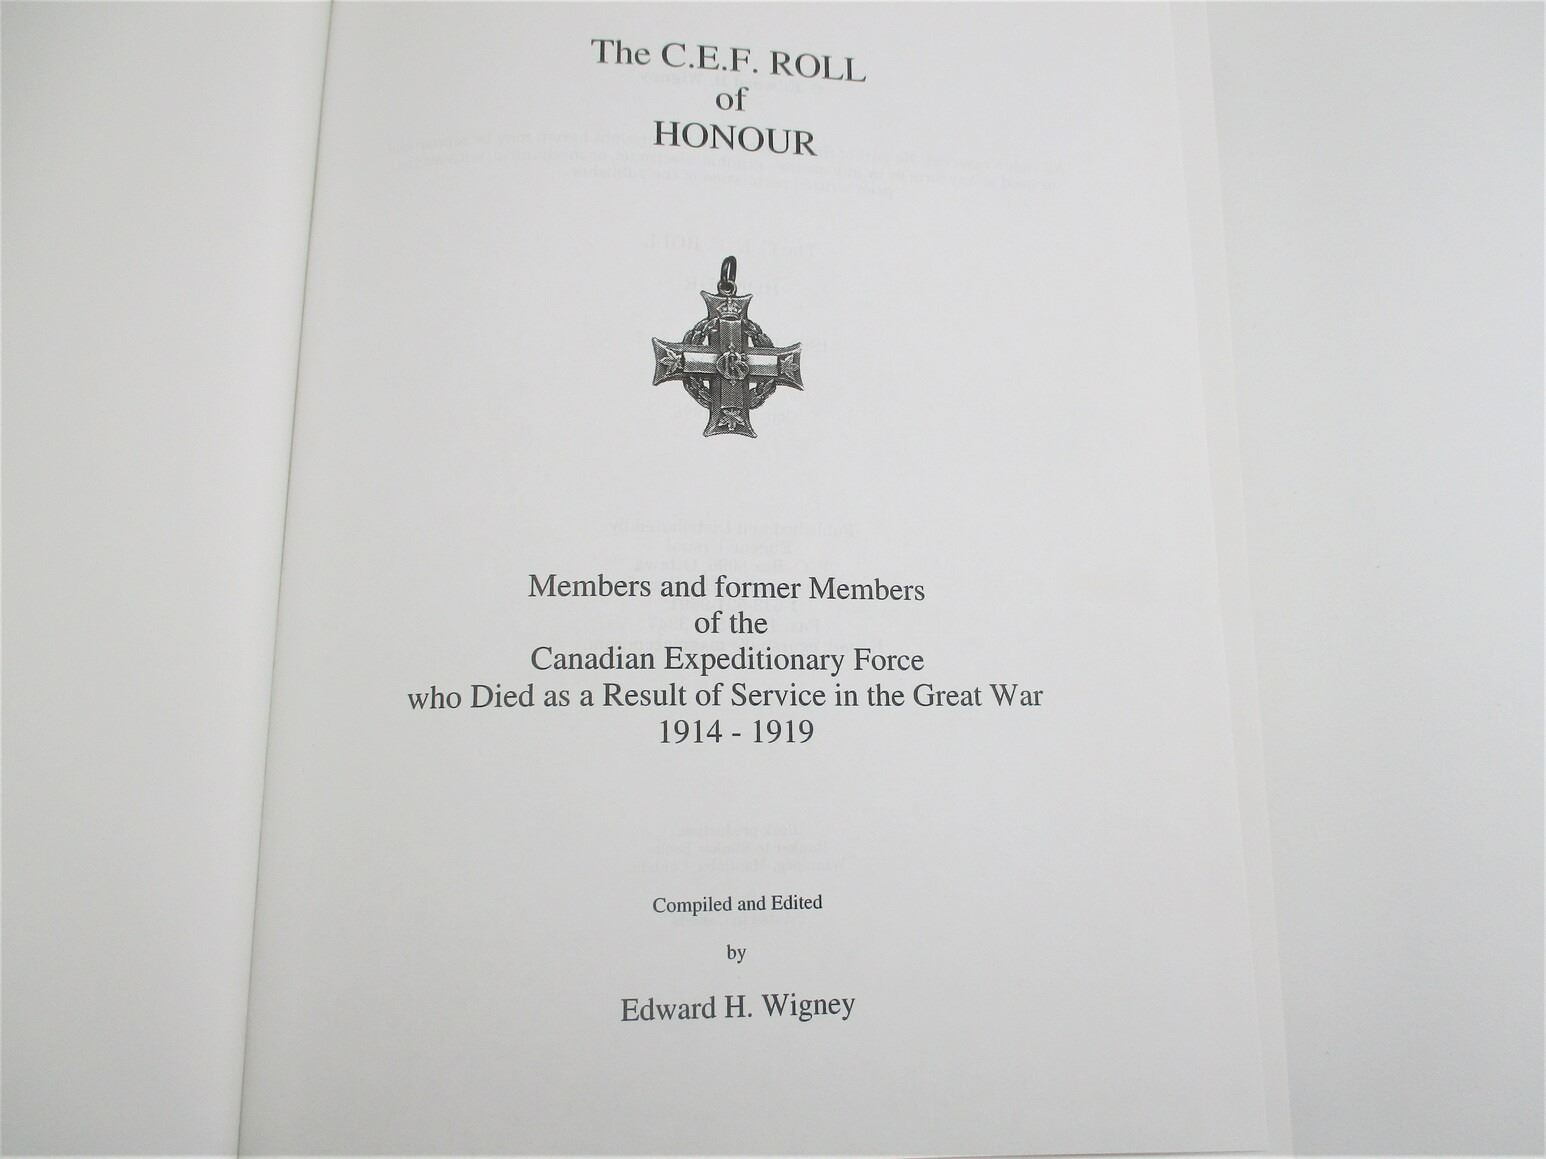 The C.E.F. ROLL
of
HONOUR
Members and former Members
of the
Canadian Expeditionary Force
who Died as a Result of Service in the Great War
1914 - 1919
Compiled and Edited
by
Edward H. Wigney